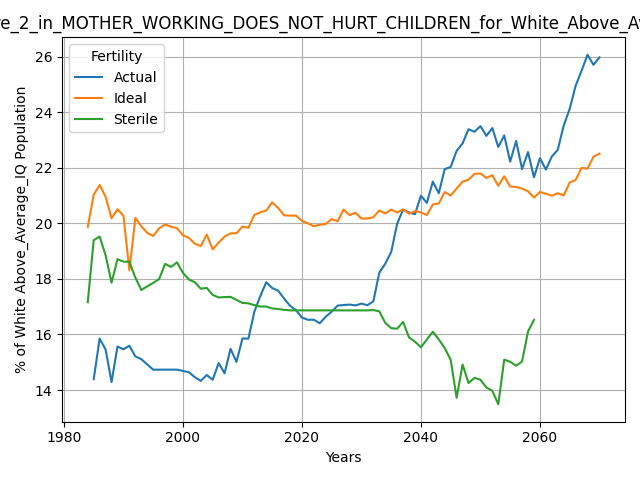 _2_in_MOTHER_WORKING_DOES_NOT_HURT_CHILDREN_for_White_Above_A
Fertility
Actual
Ideal
Sterile
% of White Above_Average_IQ Population
26
24
22
20
18
16
14
1980
2000
2020
2040
2060
Years